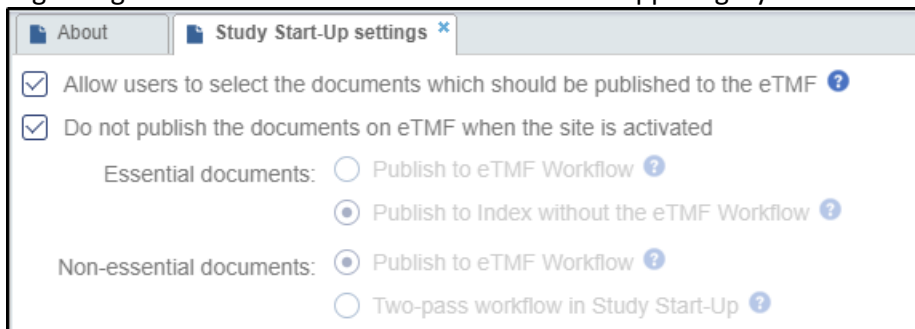 About
Study Start-Up settings ×
Allow users to select the documents which should be published to the eTMF ?
Do not publish the documents on eTMF when the site is activated
Essential documents: Publish to eTMF Workflow ?
Publish to Index without the eTMF Workflow ?
Non-essential documents: Publish to eTMF Workflow ?
Two-pass workflow in Study Start-Up ?